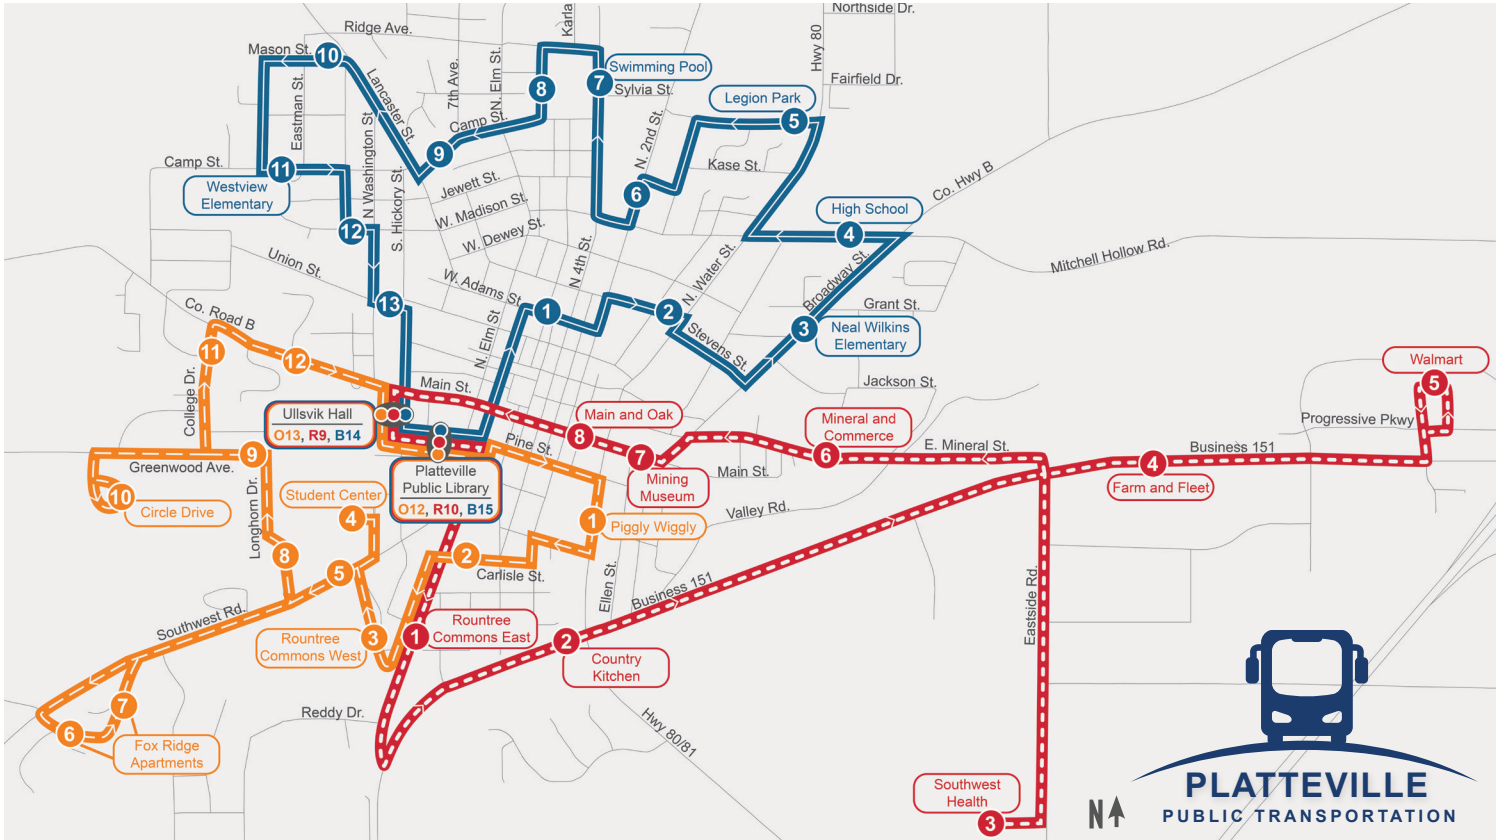 Northside Dr.
Karla
Ridge Ave.
Hwy 80
Mason St.
10
Swimming Pool
7
Sylvia St.
Fairfield Dr.
Lancaster St.
7th Ave.
N. Elm St.
8
Legion Park
5
Eastman St.
N Washington St.
Camp St.
N. 2nd St.
9
Camp St.
11
Kase St.
Co. Hwy B
Westview
Elementary
Jewett St.
6
S. Hickory St.
W. Madison St.
High School
4
12
W. Dewey St.
Mitchell Hollow Rd.
Union St.
N 4th St.
N. Water St.
W. Adams St.
Broadway St.
13
1
2
Grant St.
Co. Road B
3
Neal Wilkins
Elementary
N. Elm St
Stevens St.
11
12
Walmart
5
College Dr.
Main St.
Jackson St.
Ullsvik Hall
O13, R9, B14
Main and Oak
8
Mineral and
Commerce
Progressive Pkwy
Pine St.
E. Mineral St.
Business 151
9
Greenwood Ave.
7
6
4
Platteville
Public Library
O12, R10, B15
Main St.
Mining
Museum
Farm and Fleet
10
Circle Drive
Student Center
4
Longhorn Dr.
1
Piggly Wiggly
Valley Rd.
8
5
2
Carlisle St.
Ellen St.
Business 151
Eastside Rd.
Southwest Rd.
Rountree
Commons West
3
1
Rountree
Commons East
2
Country
Kitchen
7
6
Fox Ridge
Apartments
Reddy Dr.
Hwy 80/81
Southwest
Health
3
N
PLATTEVILLE
PUBLIC TRANSPORTATION